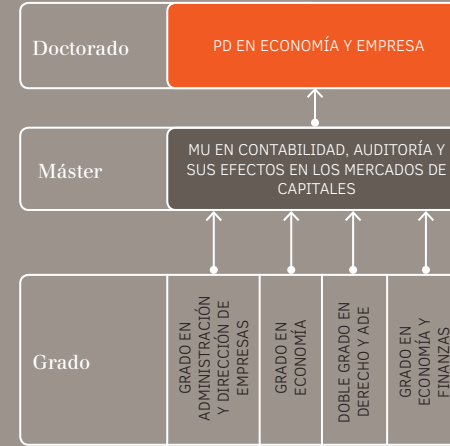 Doctorado
PD EN ECONOMÍA Y EMPRESA
Máster
MU EN CONTABILIDAD, AUDITORÍA Y
SUS EFECTOS EN LOS MERCADOS DE
CAPITALES
Grado
GRADO EN
ADMINISTRACIÓN
Y DIRECCIÓN DE
EMPRESAS
GRADO EN
ECONOMÍA
DOBLE GRADO EN
DERECHO Y ADE
GRADO EN
ECONOMÍA Y
FINANZAS